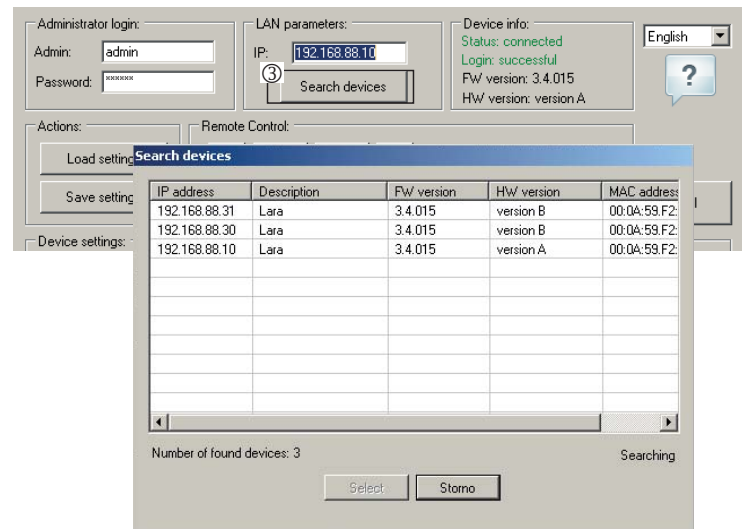 Administrator login:
Admin: admin
Password: ××××××
LAN parameters:
IP: 192.168.88.10
③ Search devices
Device info:
Status: connected
Login: successful
FW version: 3.4.015
HW version: version A
English
?
Actions:
Load setting
Save setting
Remote Control:
Device settings:
Search devices
IP address Description FW version HW version MAC address
192.168.88.31 Lara 3.4.015 version B 00:0A:59.F2:
192.168.88.30 Lara 3.4.015 version B 00:0A:59.F2:
192.168.88.10 Lara 3.4.015 version A 00:0A:59.F2:
Number of found devices: 3
Searching
Select Storno